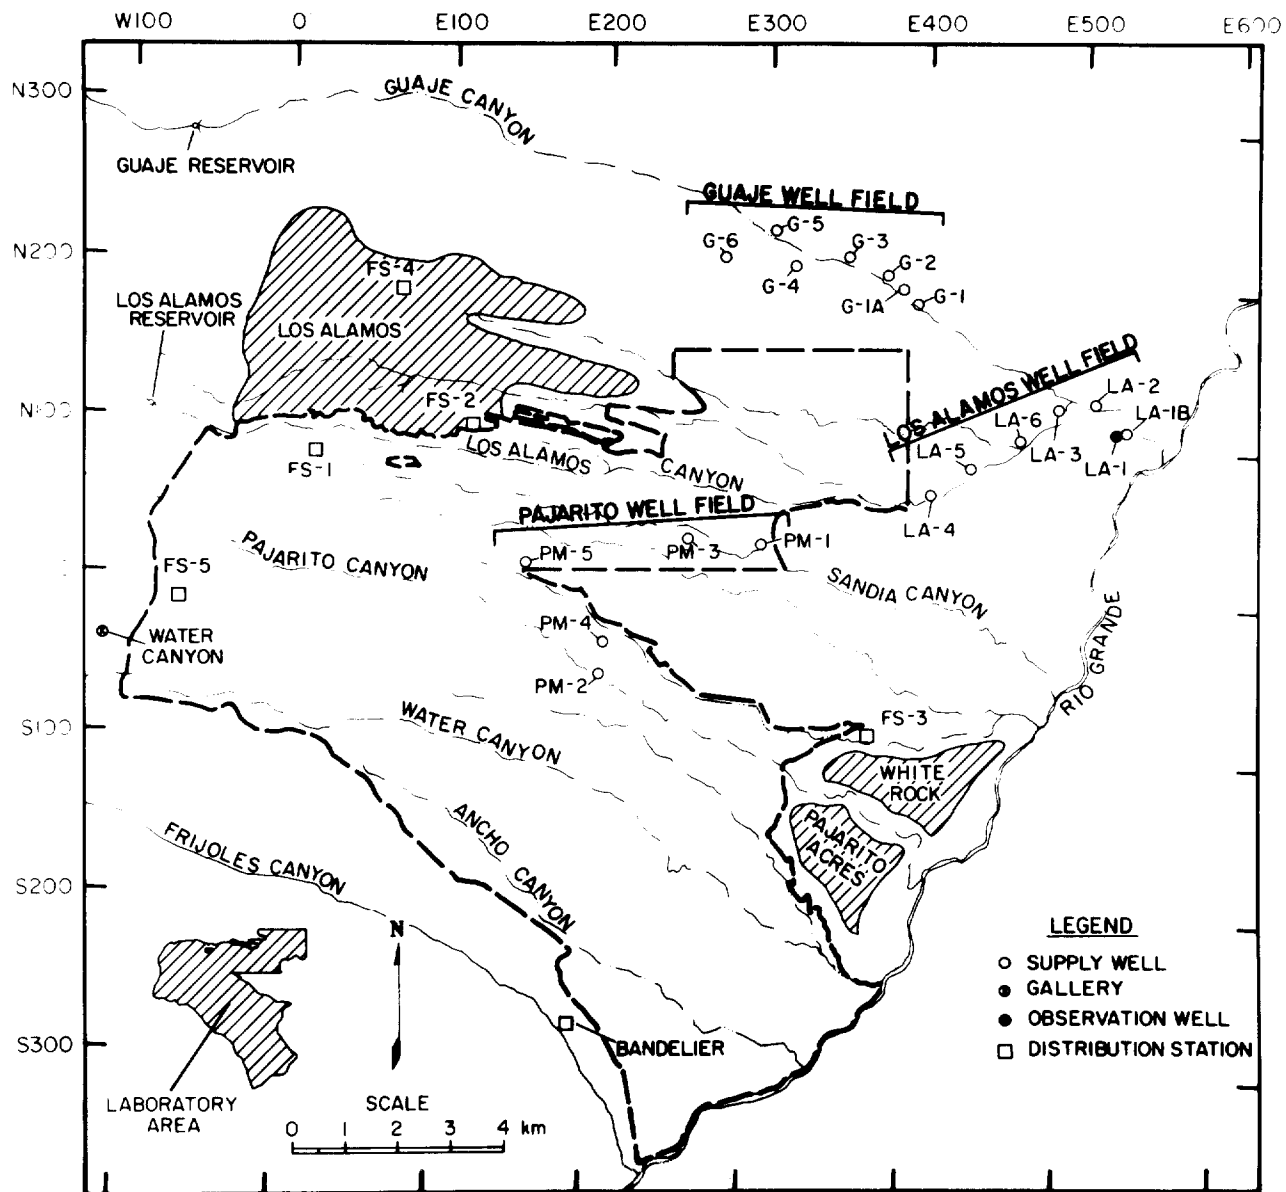 W100 0 E100 E200 E300 E400 E500 E600
N300
GUAJE CANYON
GUAJE RESERVOIR
GUAJE WELL FIELD
G-5
G-6
G-3
N200
G-2
FS-4
G-4
G-1A
G-1
LOS ALAMOS
RESERVOIR
LOS ALAMOS
LOS ALAMOS WELL FIELD
LA-2
FS-2
N100
LA-1B
LA-6
LOS ALAMOS
CANYON
LA-5
LA-3
LA-1
FS-1
PAJARITO WELL FIELD
LA-4
PAJARITO CANYON
PM-5
PM-3
PM-1
FS-5
SANDIA CANYON
PM-4
WATER
CANYON
RIO GRANDE
PM-2
WATER CANYON
FS-3
S100
WHITE
ROCK
ANCHO CANYON
PAJARITO
ACRES
FRIJOLES CANYON
S200
N
LEGEND
SUPPLY WELL
GALLERY
OBSERVATION WELL
DISTRIBUTION STATION
S300
BANDELIER
LABORATORY
AREA
SCALE
0 1 2 3 4 km